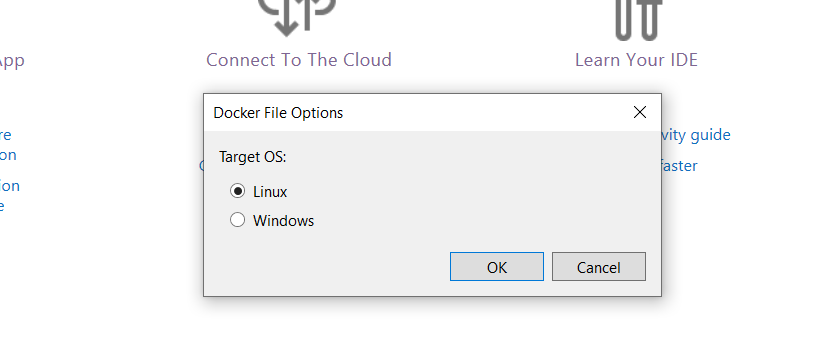 App
Connect To The Cloud
Learn Your IDE
Docker File Options
re
vity guide
on
Target OS:
C
faster
ion
Linux
e
Windows
OK
Cancel